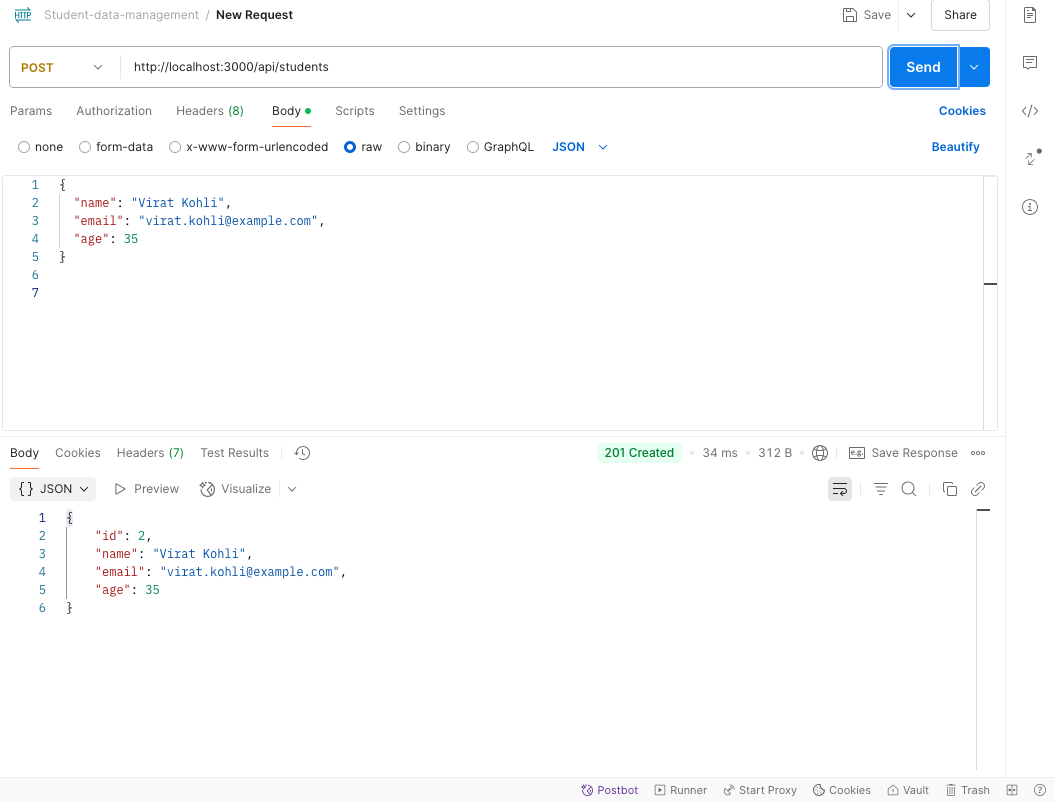 HTTP Student-data-management / New Request Save Share
POST http://localhost:3000/api/students Send
Params Authorization Headers (8) Body Scripts Settings Cookies
none form-data x-www-form-urlencoded raw binary GraphQL JSON Beautify
1 {
2 "name": "Virat Kohli",
3 "email": "virat.kohli@example.com",
4 "age": 35
5 }
6
7
Body Cookies Headers (7) Test Results 201 Created 34 ms 312 B e.g. Save Response
{} JSON Preview Visualize
1 {
2 "id": 2,
3 "name": "Virat Kohli",
4 "email": "virat.kohli@example.com",
5 "age": 35
6 }
Postbot Runner Start Proxy Cookies Vault Trash